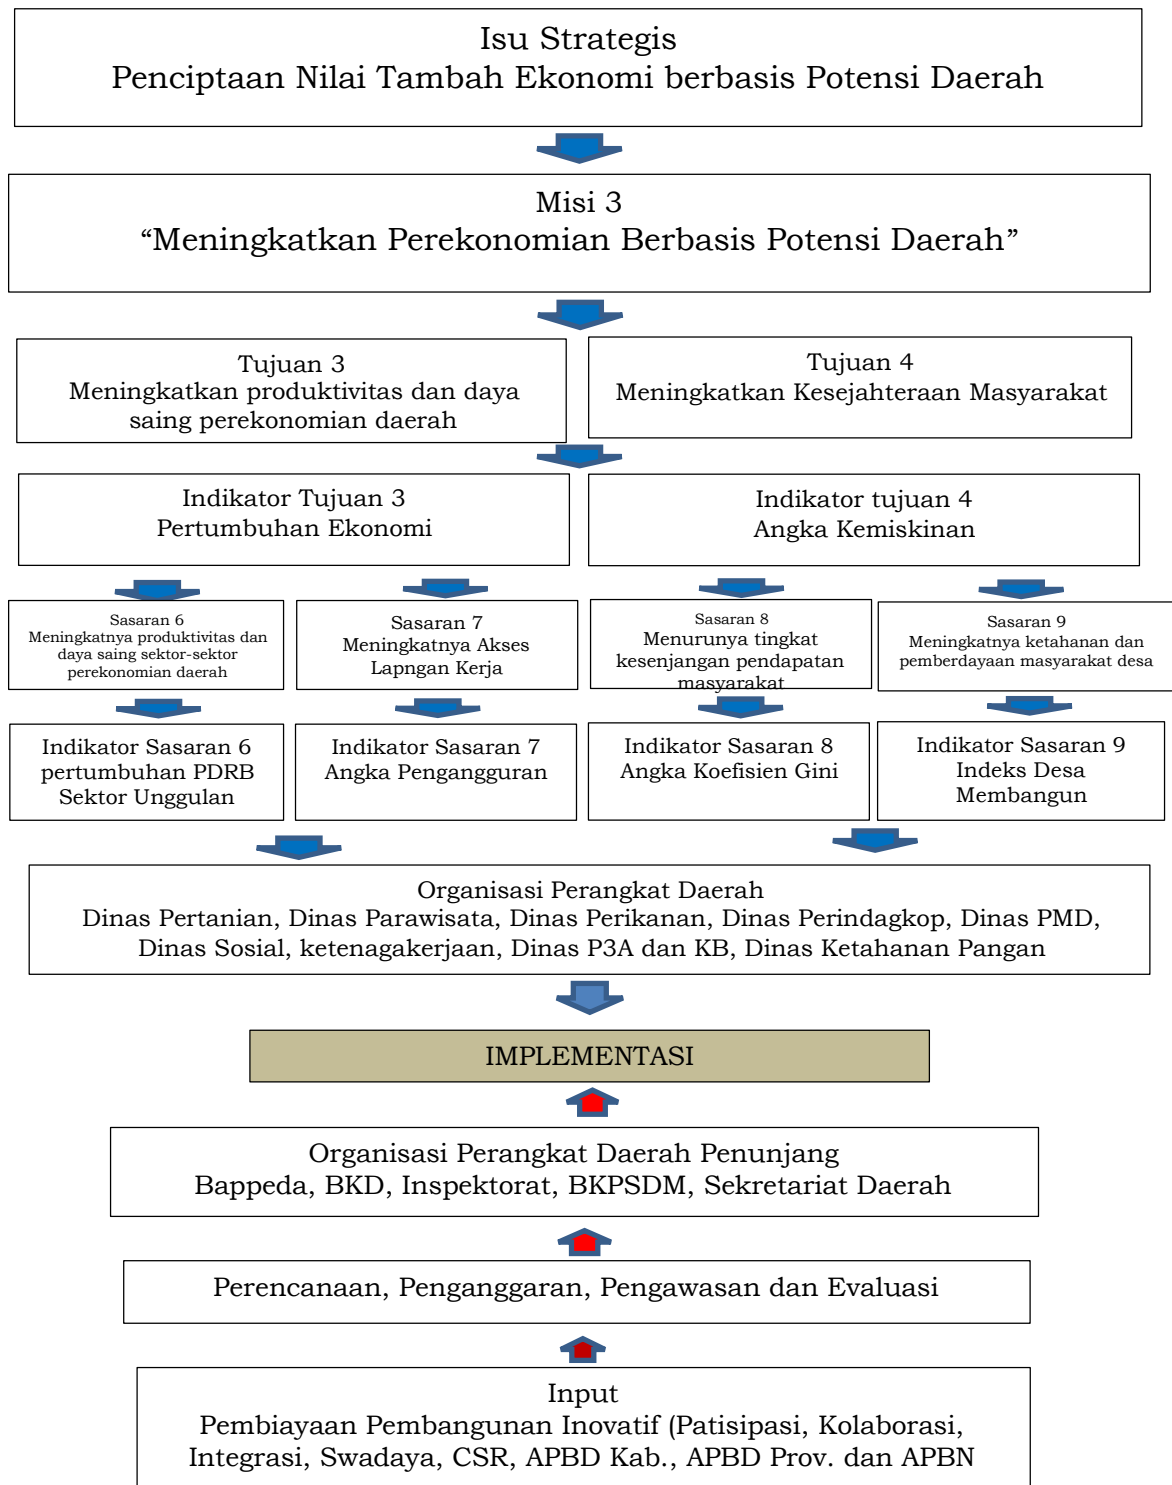 Isu Strategis
Penciptaan Nilai Tambah Ekonomi berbasis Potensi Daerah
Misi 3
“Meningkatkan Perekonomian Berbasis Potensi Daerah”
Tujuan 3
Meningkatkan produktivitas dan daya
saing perekonomian daerah
Tujuan 4
Meningkatkan Kesejahteraan Masyarakat
Indikator Tujuan 3
Pertumbuhan Ekonomi
Indikator tujuan 4
Angka Kemiskinan
Sasaran 6
Meningkatnya produktivitas dan
daya saing sektor-sektor
perekonomian daerah
Sasaran 7
Meningkatnya Akses
Lapngan Kerja
Sasaran 8
Menurunya tingkat
kesenjangan pendapatan
masyarakat
Sasaran 9
Meningkatnya ketahanan dan
pemberdayaan masyarakat desa
Indikator Sasaran 6
pertumbuhan PDRB
Sektor Unggulan
Indikator Sasaran 7
Angka Pengangguran
Indikator Sasaran 8
Angka Koefisien Gini
Indikator Sasaran 9
Indeks Desa
Membangun
Organisasi Perangkat Daerah
Dinas Pertanian, Dinas Parawisata, Dinas Perikanan, Dinas Perindagkop, Dinas PMD,
Dinas Sosial, ketenagakerjaan, Dinas P3A dan KB, Dinas Ketahanan Pangan
IMPLEMENTASI
Organisasi Perangkat Daerah Penunjang
Bappeda, BKD, Inspektorat, BKPSDM, Sekretariat Daerah
Perencanaan, Penganggaran, Pengawasan dan Evaluasi
Input
Pembiayaan Pembangunan Inovatif (Patisipasi, Kolaborasi,
Integrasi, Swadaya, CSR, APBD Kab., APBD Prov. dan APBN